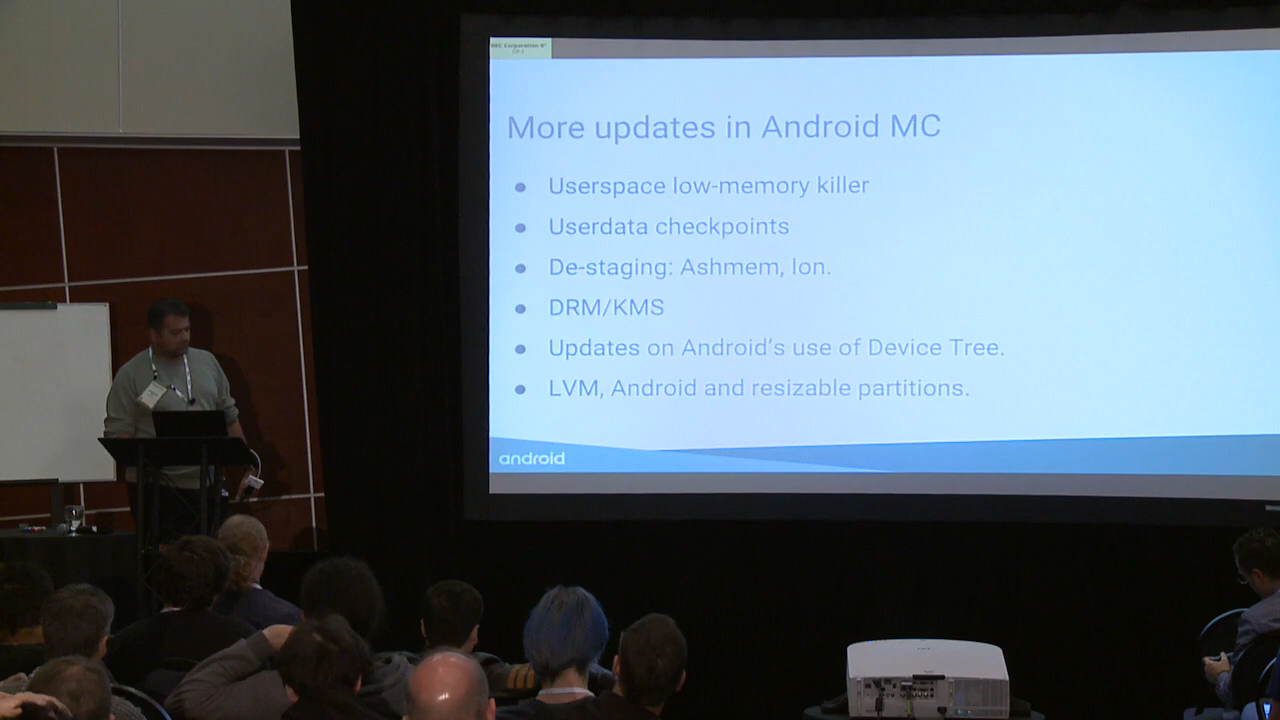 More updates in Android MC
Userspace low-memory killer
Userdata checkpoints
De-staging: Ashmem, Ion.
DRM/KMS
Updates on Android's use of Device Tree.
LVM, Android and resizable partitions.
android